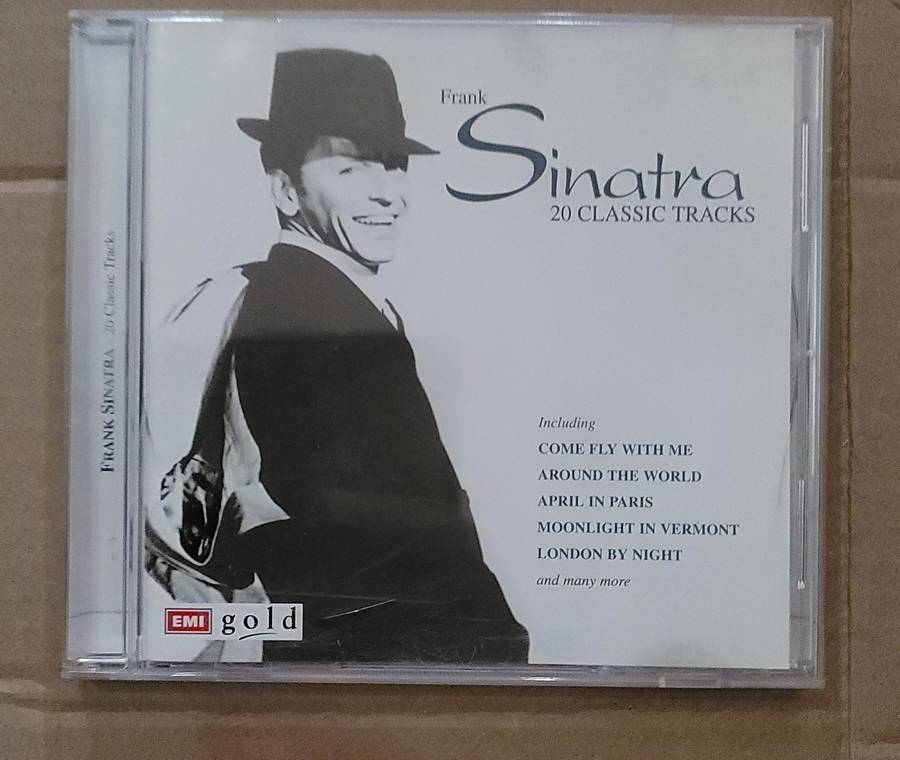 FRANK SINATRA 20 Classic Tracks
Frank
Sinatra
20 CLASSIC TRACKS
Including
COME FLY WITH ME
AROUND THE WORLD
APRIL IN PARIS
MOONLIGHT IN VERMONT
LONDON BY NIGHT
and many more
EMI gold